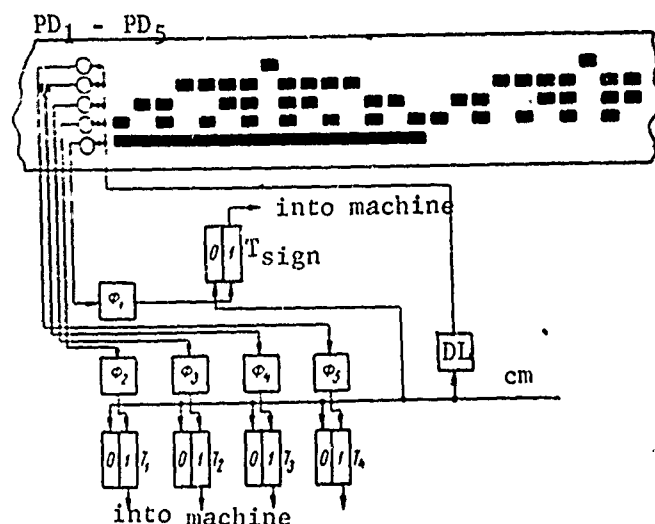 PD₁ - PD₅
into machine
0 1 T sign
Φ₁
DL
Φ₂ Φ₃ Φ₄ Φ₅ cm
0 1 T₁ 0 1 T₂ 0 1 T₃ 0 1 T₄
into machine